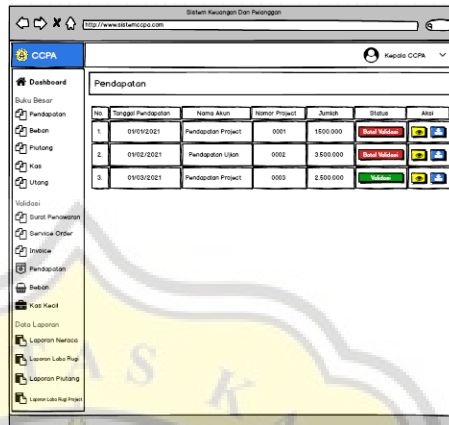 Sistem Keuangan Dan Pelanggan
http://www.sistemccpa.com
CCPA
Kepala CCPA
Dashboard
Pendapatan
Buku Besar
Pendapatan
Beban
Piutang
Kas
Utang
Validasi
Surat Penawaran
Service Order
Invoice
Pendapatan
Beban
Kas Kecil
Data Laporan
Laporan Neraca
Laporan Laba Rugi
Laporan Piutang
Laporan Laba Rugi Project
No. Tanggal Pendapatan Nama Akun Nomor Project Jumlah Status Aksi
1. 01/01/2021 Pendapatan Project 0001 1.500.000 Batal Validasi
2. 01/02/2021 Pendapatan Ujian 0002 3.500.000 Batal Validasi
3. 01/03/2021 Pendapatan Project 0003 2.500.000 Validasi
TAS K